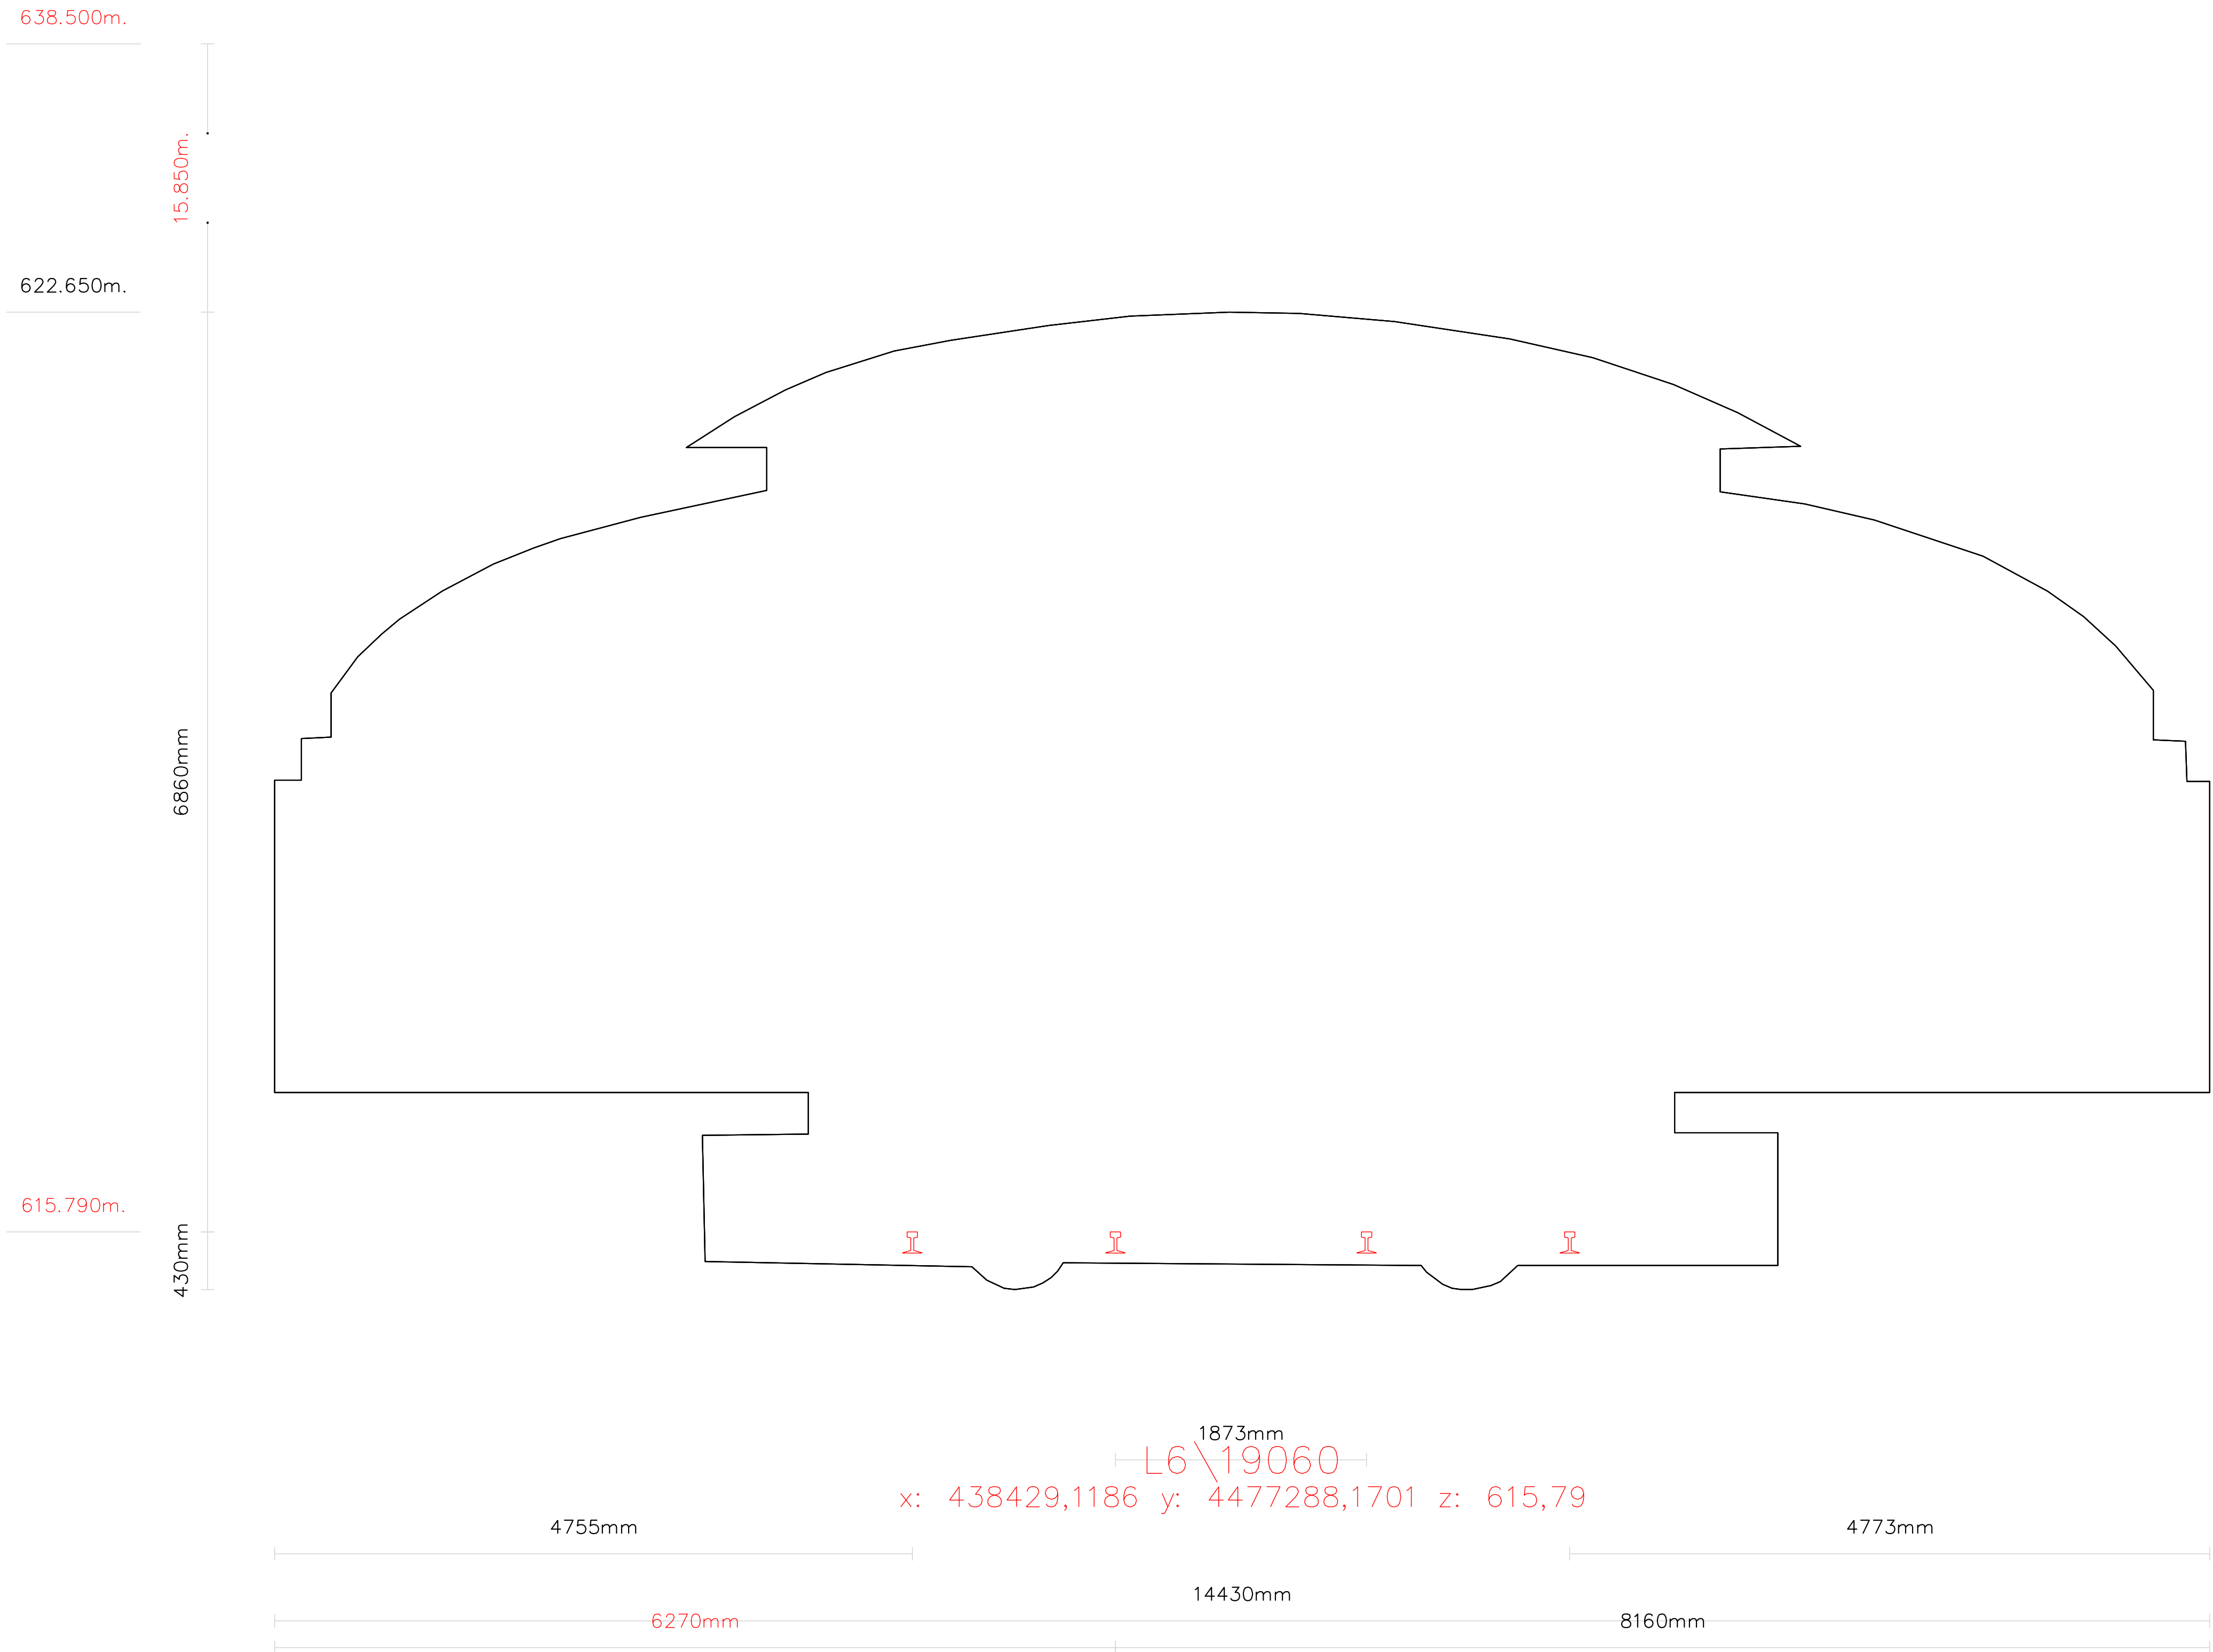 638.500m.
15.850m.
622.650m.
6860mm
615.790m.
430mm
1873mm
L6\19060
x: 438429,1186 y: 4477288,1701 z: 615,79
4755mm
4773mm
14430mm
6270mm
8160mm